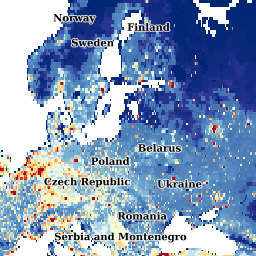 Norway
Finland
Sweden
Belarus
Poland
Czech Republic
Ukraine
Romania
Serbia and Montenegro